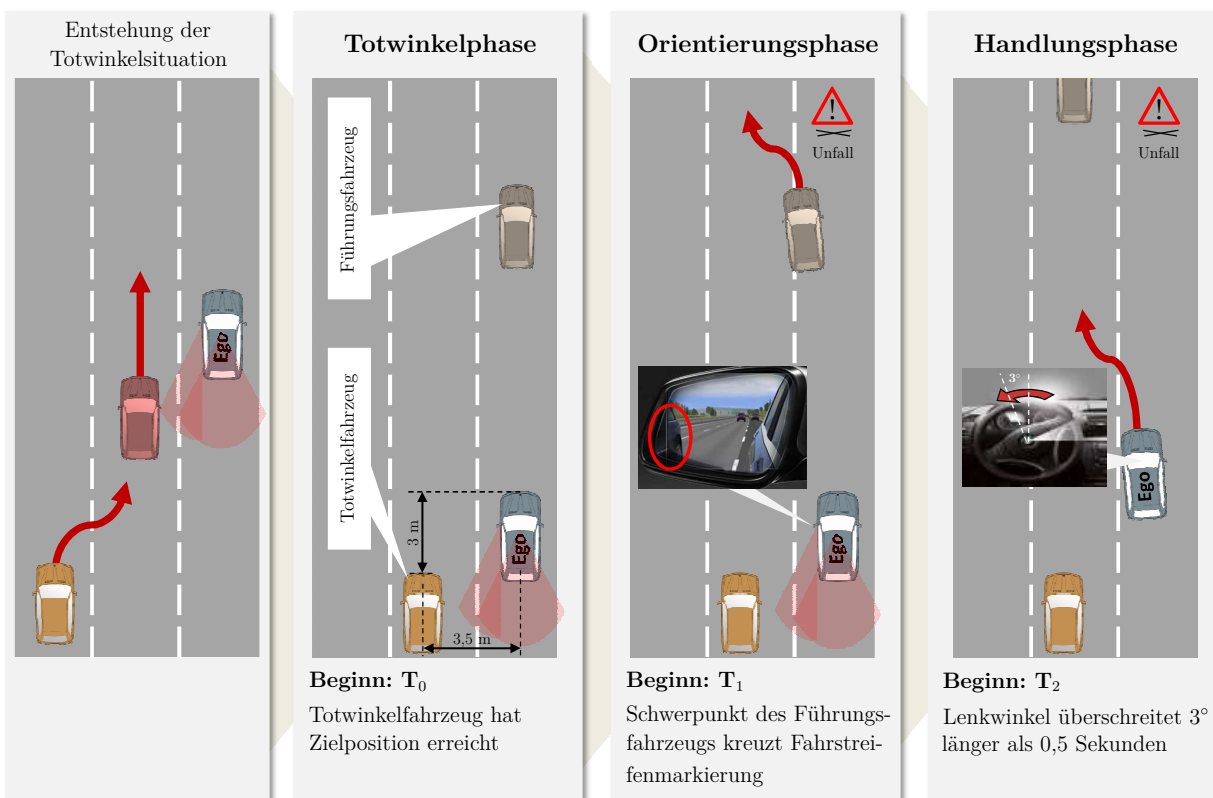 Entstehung der
Totwinkelsituation
Ego
Totwinkelphase
Führungsfahrzeug
Totwinkelfahrzeug
3 m
Ego
3,5 m
Beginn: T₀
Totwinkelfahrzeug hat
Zielposition erreicht
Orientierungsphase
!
Unfall
Ego
Beginn: T₁
Schwerpunkt des Führungs-
fahrzeugs kreuzt Fahrstrei-
fenmarkierung
Handlungsphase
!
Unfall
3°
Ego
Beginn: T₂
Lenkwinkel überschreitet 3°
länger als 0,5 Sekunden